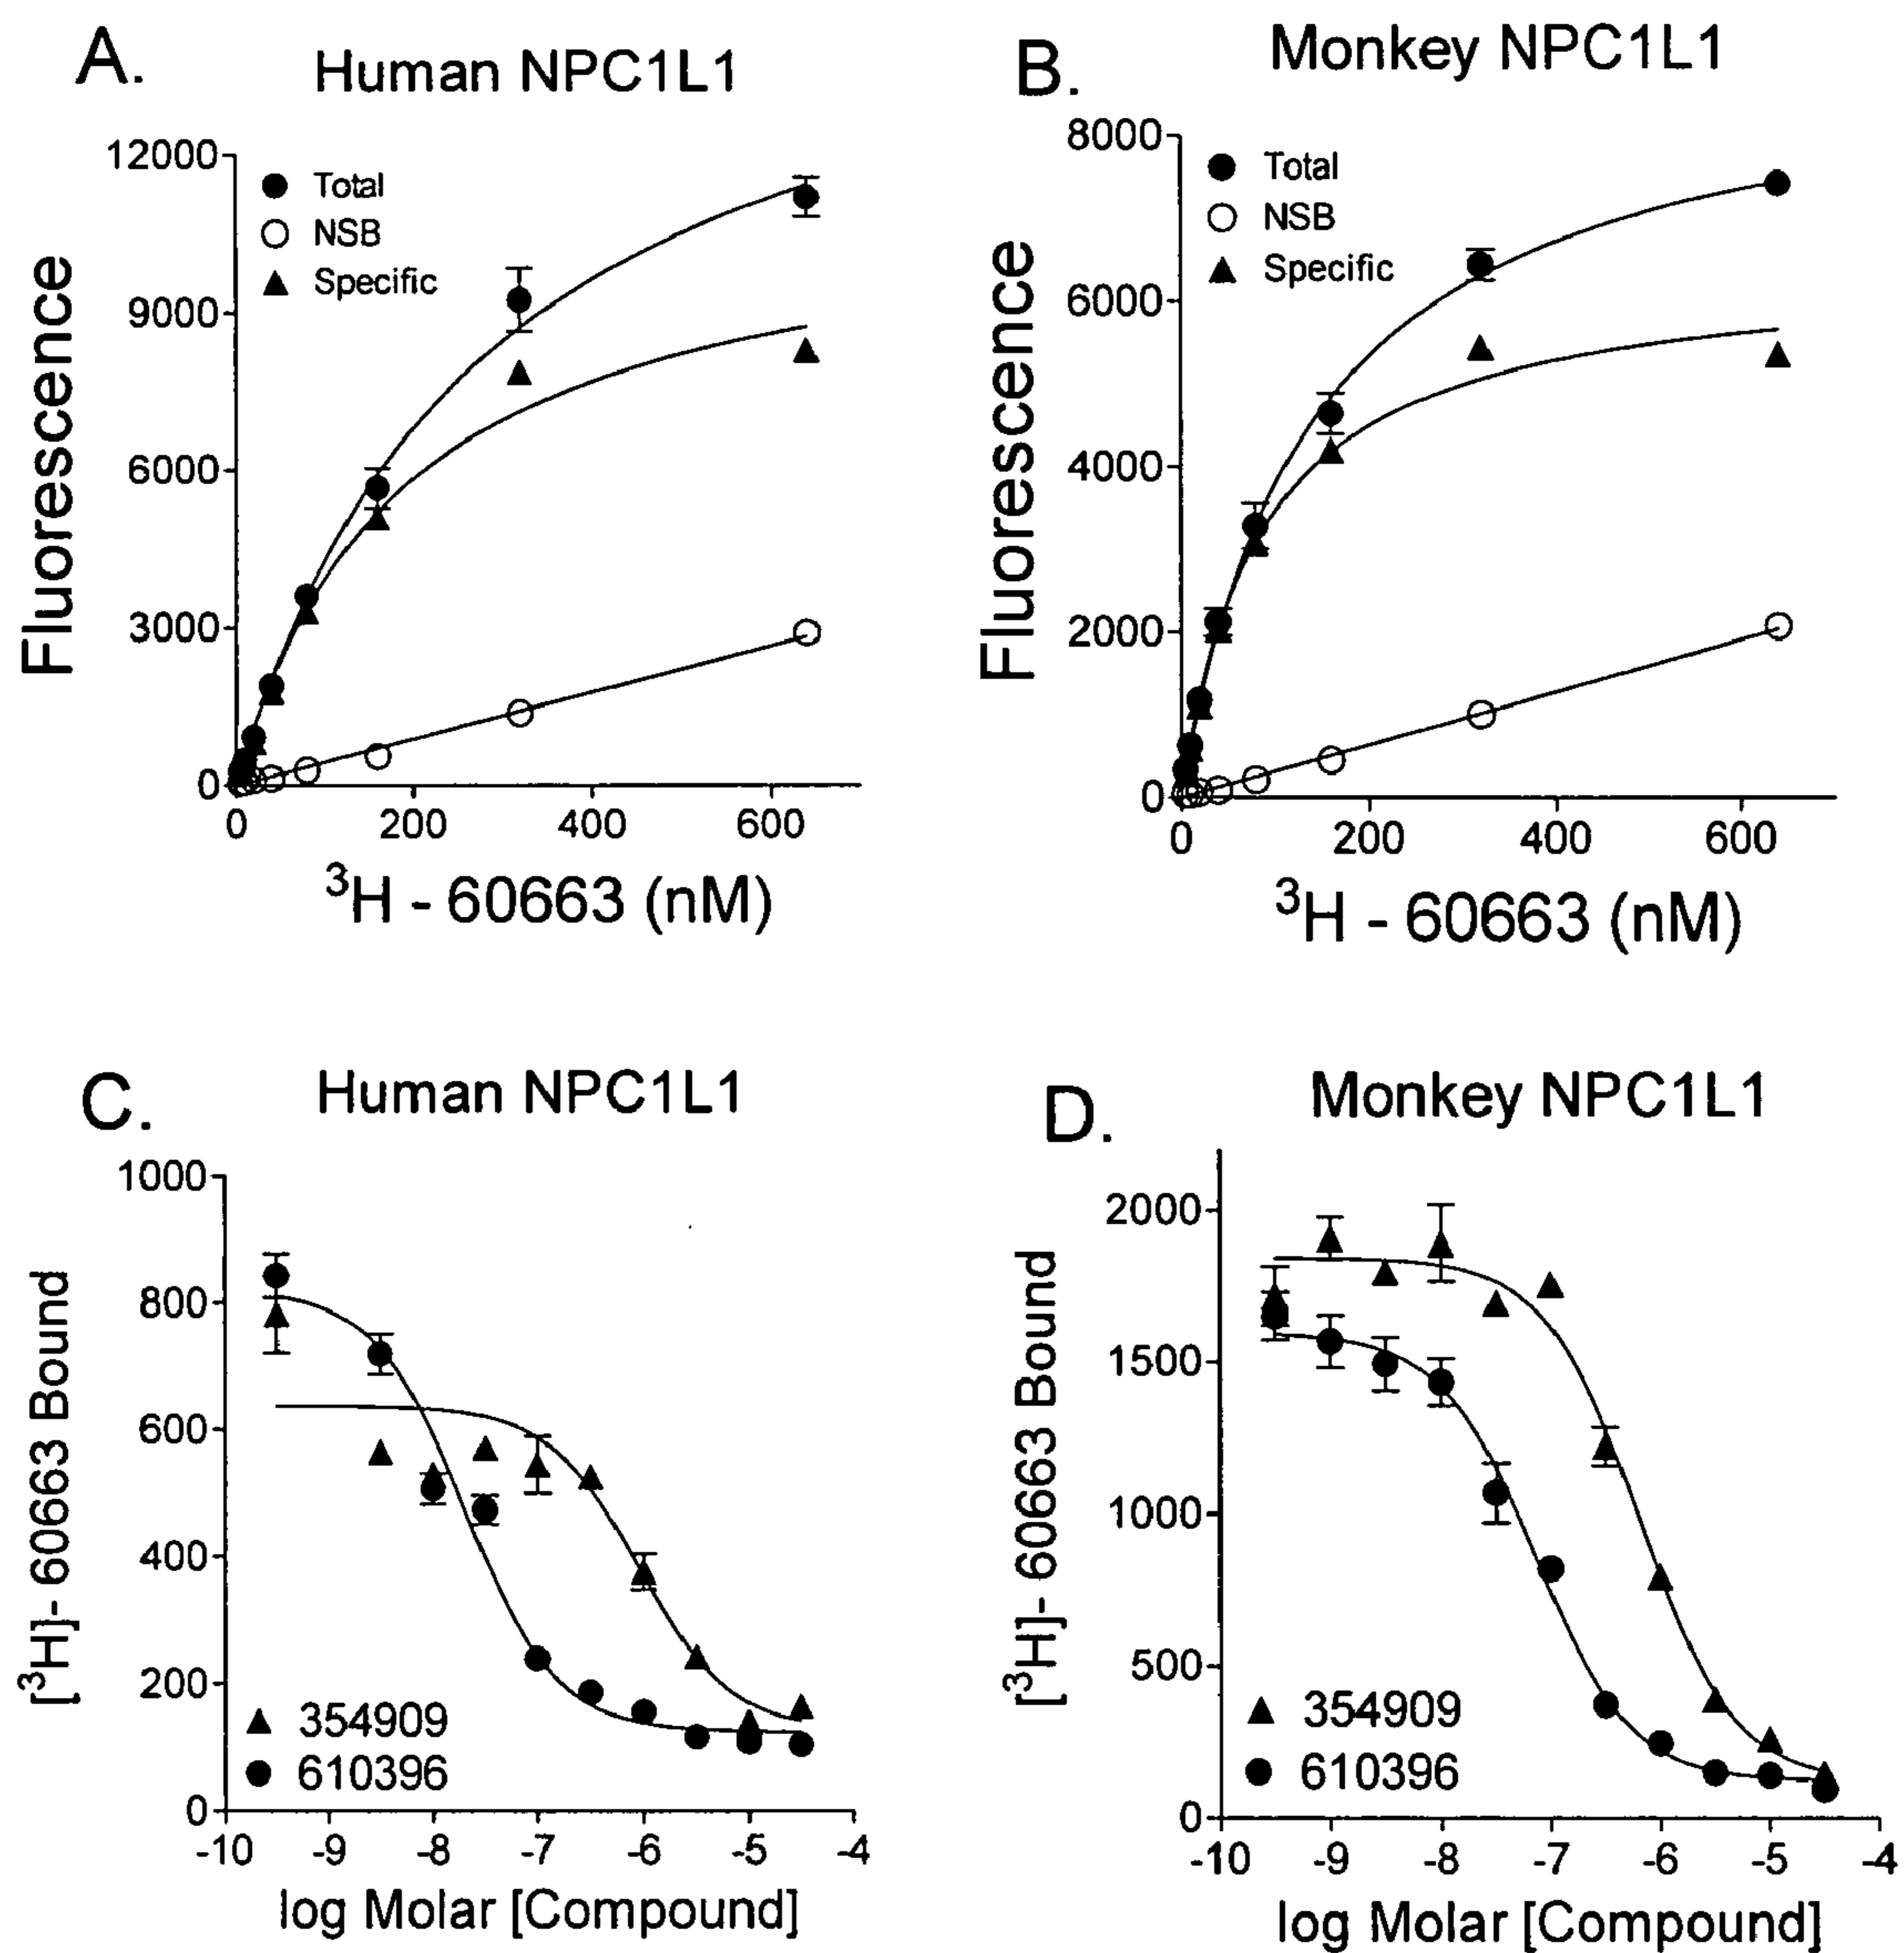 A.
Human NPC1L1
12000
9000
6000
3000
0
Fluorescence
Total
NSB
Specific
0 200 400 600
³H - 60663 (nM)
B.
Monkey NPC1L1
8000
6000
4000
2000
0
Fluorescence
Total
NSB
Specific
0 200 400 600
³H - 60663 (nM)
C.
Human NPC1L1
1000
800
600
400
200
0
[³H]- 60663 Bound
354909
610396
-10 -9 -8 -7 -6 -5 -4
log Molar [Compound]
D.
Monkey NPC1L1
2000
1500
1000
500
0
[³H]- 60663 Bound
354909
610396
-10 -9 -8 -7 -6 -5 -4
log Molar [Compound]